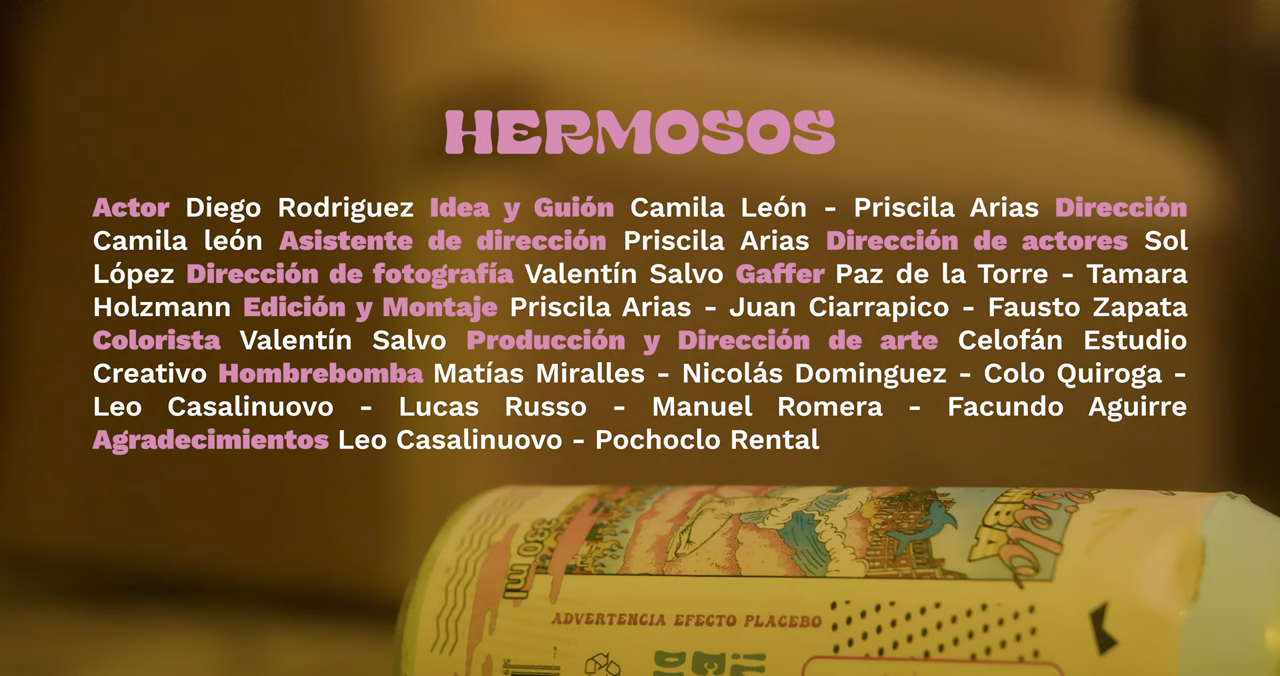 HERMOSOS
Actor Diego Rodriguez Idea y Guión Camila León - Priscila Arias Dirección
Camila león Asistente de dirección Priscila Arias Dirección de actores Sol
López Dirección de fotografía Valentín Salvo Gaffer Paz de la Torre - Tamara
Holzmann Edición y Montaje Priscila Arias - Juan Ciarrapico - Fausto Zapata
Colorista Valentín Salvo Producción y Dirección de arte Celofán Estudio
Creativo Hombrebomba Matías Miralles - Nicolás Dominguez - Colo Quiroga -
Leo Casalinuovo - Lucas Russo - Manuel Romera - Facundo Aguirre
Agradecimientos Leo Casalinuovo - Pochoclo Rental
330 ml
Cielo
ADVERTENCIA EFECTO PLACEBO